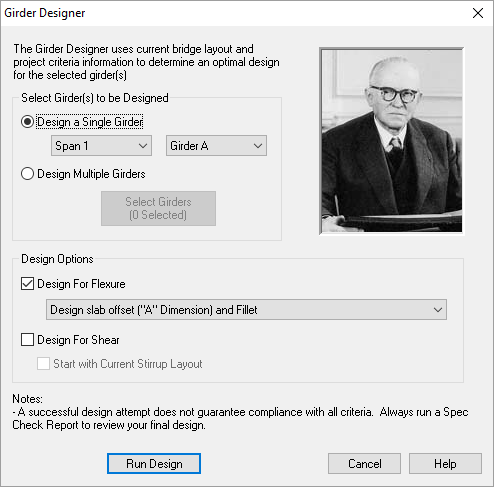 Girder Designer
The Girder Designer uses current bridge layout and
project criteria information to determine an optimal design
for the selected girder(s)
Select Girder(s) to be Designed
Design a Single Girder
Span 1
Girder A
Design Multiple Girders
Select Girders
(0 Selected)
Design Options
Design For Flexure
Design slab offset ("A" Dimension) and Fillet
Design For Shear
Start with Current Stirrup Layout
Notes:
- A successful design attempt does not guarantee compliance with all criteria.  Always run a Spec
Check Report to review your final design.
Run Design
Cancel
Help